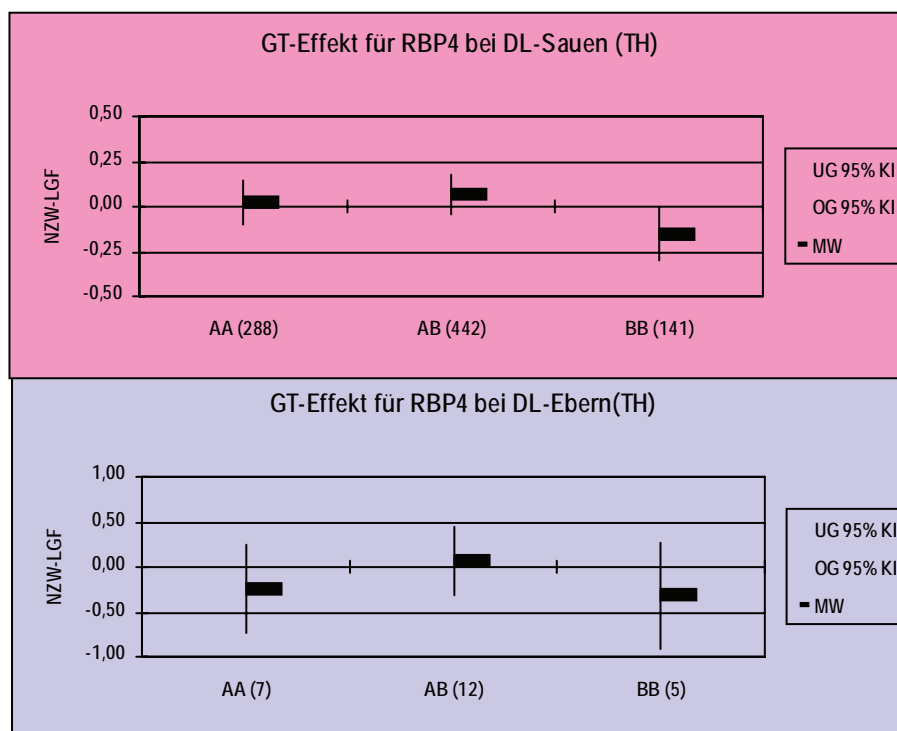 GT-Effekt für RBP4 bei DL-Sauen (TH)
NZW-LGF
0,50
0,25
0,00
-0,25
-0,50
AA (288)
AB (442)
BB (141)
UG 95% KI
OG 95% KI
MW
GT-Effekt für RBP4 bei DL-Ebern(TH)
NZW-LGF
1,00
0,50
0,00
-0,50
-1,00
AA (7)
AB (12)
BB (5)
UG 95% KI
OG 95% KI
MW